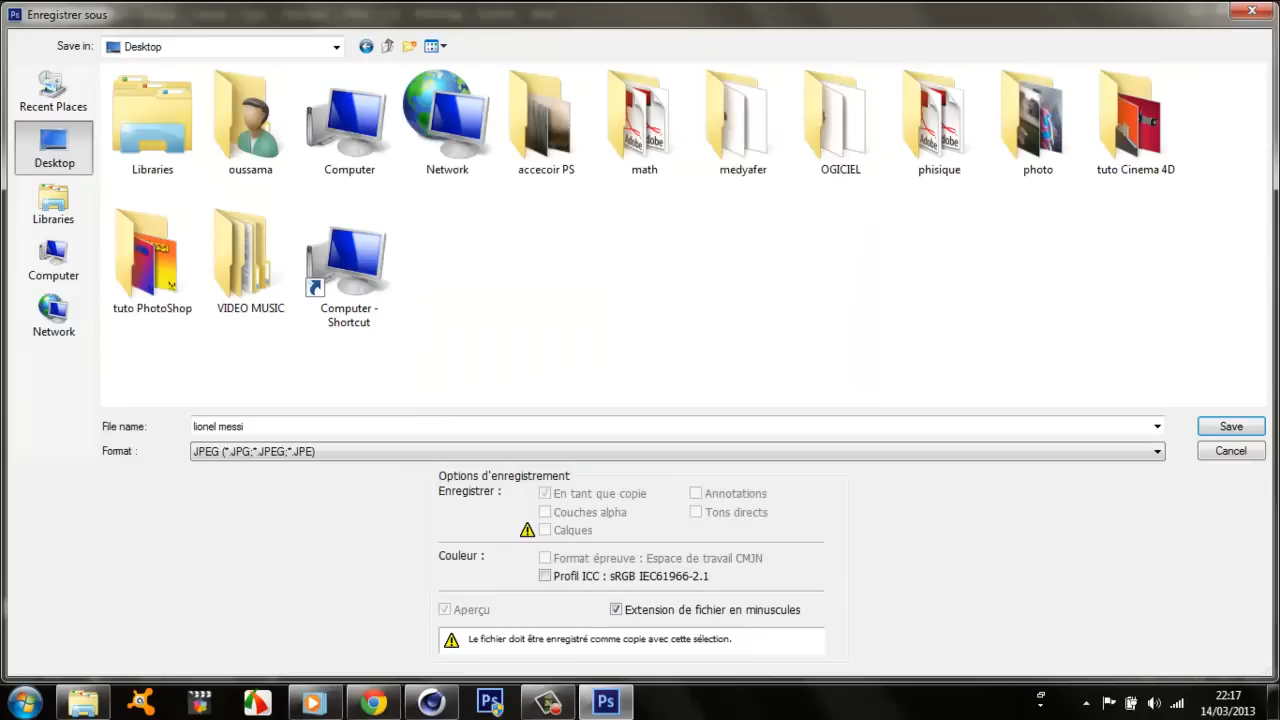 Ps Enregistrer sous
Save in: Desktop
Recent Places
Desktop
Libraries
Computer
Network
Libraries
oussama
Computer
Network
accecoir PS
math
medyafer
OGICIEL
phisique
photo
tuto Cinema 4D
tuto PhotoShop
VIDEO MUSIC
Computer -
Shortcut
File name: lionel messi Save
Format : JPEG (*.JPG;*.JPEG;*.JPE) Cancel
Options d'enregistrement
Enregistrer : En tant que copie Annotations
Couches alpha Tons directs
Calques
Couleur : Format épreuve : Espace de travail CMJN
Profil ICC : sRGB IEC61966-2.1
Aperçu Extension de fichier en minuscules
Le fichier doit être enregistré comme copie avec cette sélection.
Ps Ps 22:17
14/03/2013